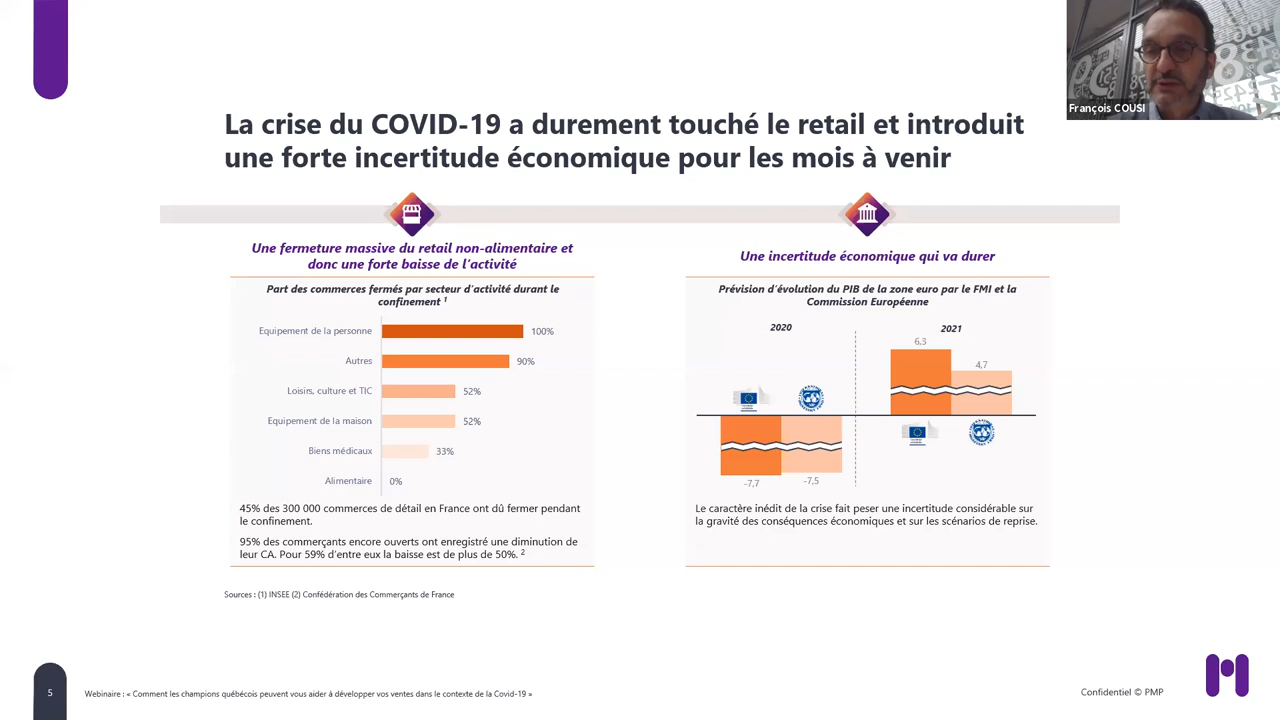 François COUSI
La crise du COVID-19 a durement touché le retail et introduit
une forte incertitude économique pour les mois à venir
Une fermeture massive du retail non-alimentaire et
donc une forte baisse de l'activité
Part des commerces fermés par secteur d'activité durant le
confinement 1
Equipement de la personne 100%
Autres 90%
Loisirs, culture et TIC 52%
Equipement de la maison 52%
Biens médicaux 33%
Alimentaire 0%
45% des 300 000 commerces de détail en France ont dû fermer pendant
le confinement.
95% des commerçants encore ouverts ont enregistré une diminution de
leur CA. Pour 59% d'entre eux la baisse est de plus de 50%. 2
Une incertitude économique qui va durer
Prévision d'évolution du PIB de la zone euro par le FMI et la
Commission Européenne
2020
2021
6,3
4,7
-7,7
-7,5
Le caractère inédit de la crise fait peser une incertitude considérable sur
la gravité des conséquences économiques et sur les scénarios de reprise.
Sources : (1) INSEE (2) Confédération des Commerçants de France
5
Webinaire : « Comment les champions québécois peuvent vous aider à développer vos ventes dans le contexte de la Covid-19 »
Confidentiel © PMP